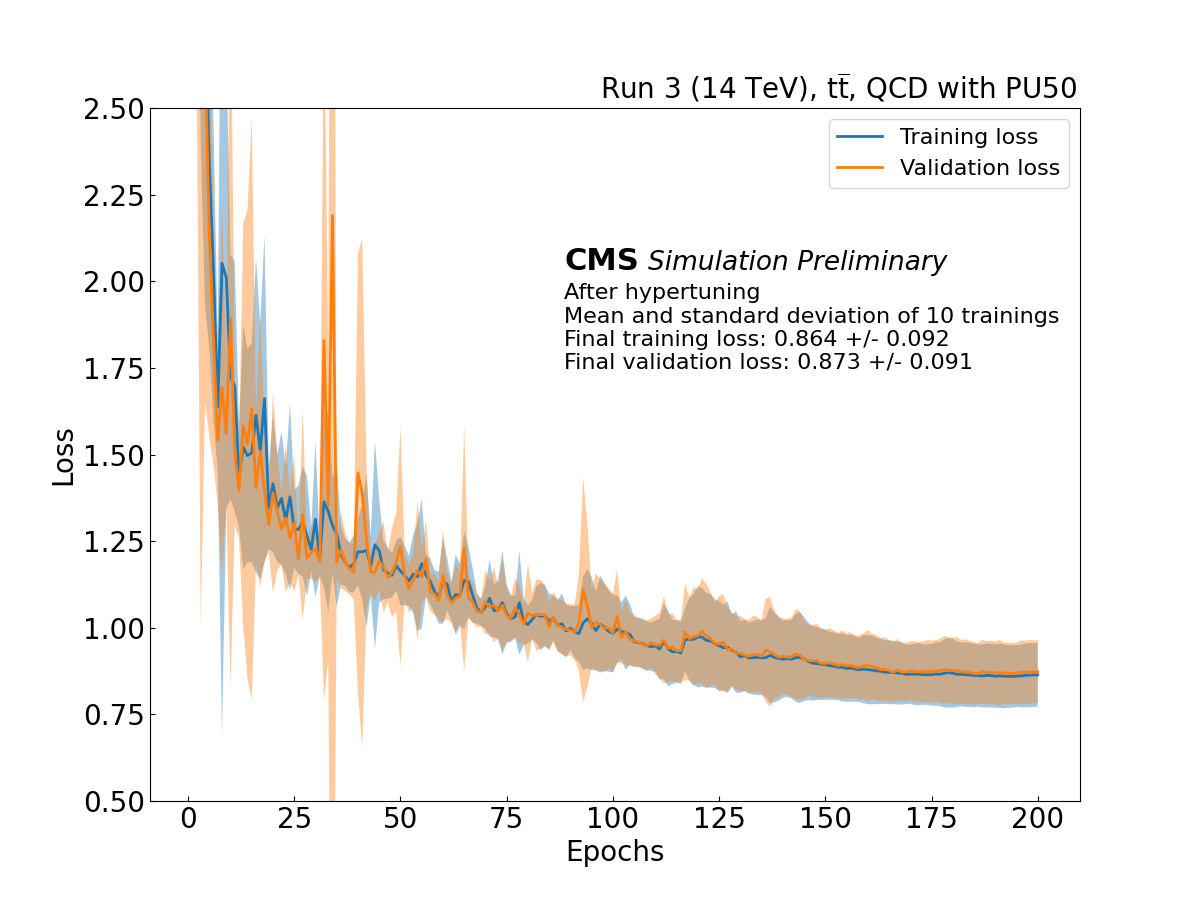 Run 3 (14 TeV), tt̅, QCD with PU50
2.50
2.25
2.00
1.75
1.50
1.25
1.00
0.75
0.50
Loss
Training loss
Validation loss
CMS Simulation Preliminary
After hypertuning
Mean and standard deviation of 10 trainings
Final training loss: 0.864 +/- 0.092
Final validation loss: 0.873 +/- 0.091
0 25 50 75 100 125 150 175 200
Epochs